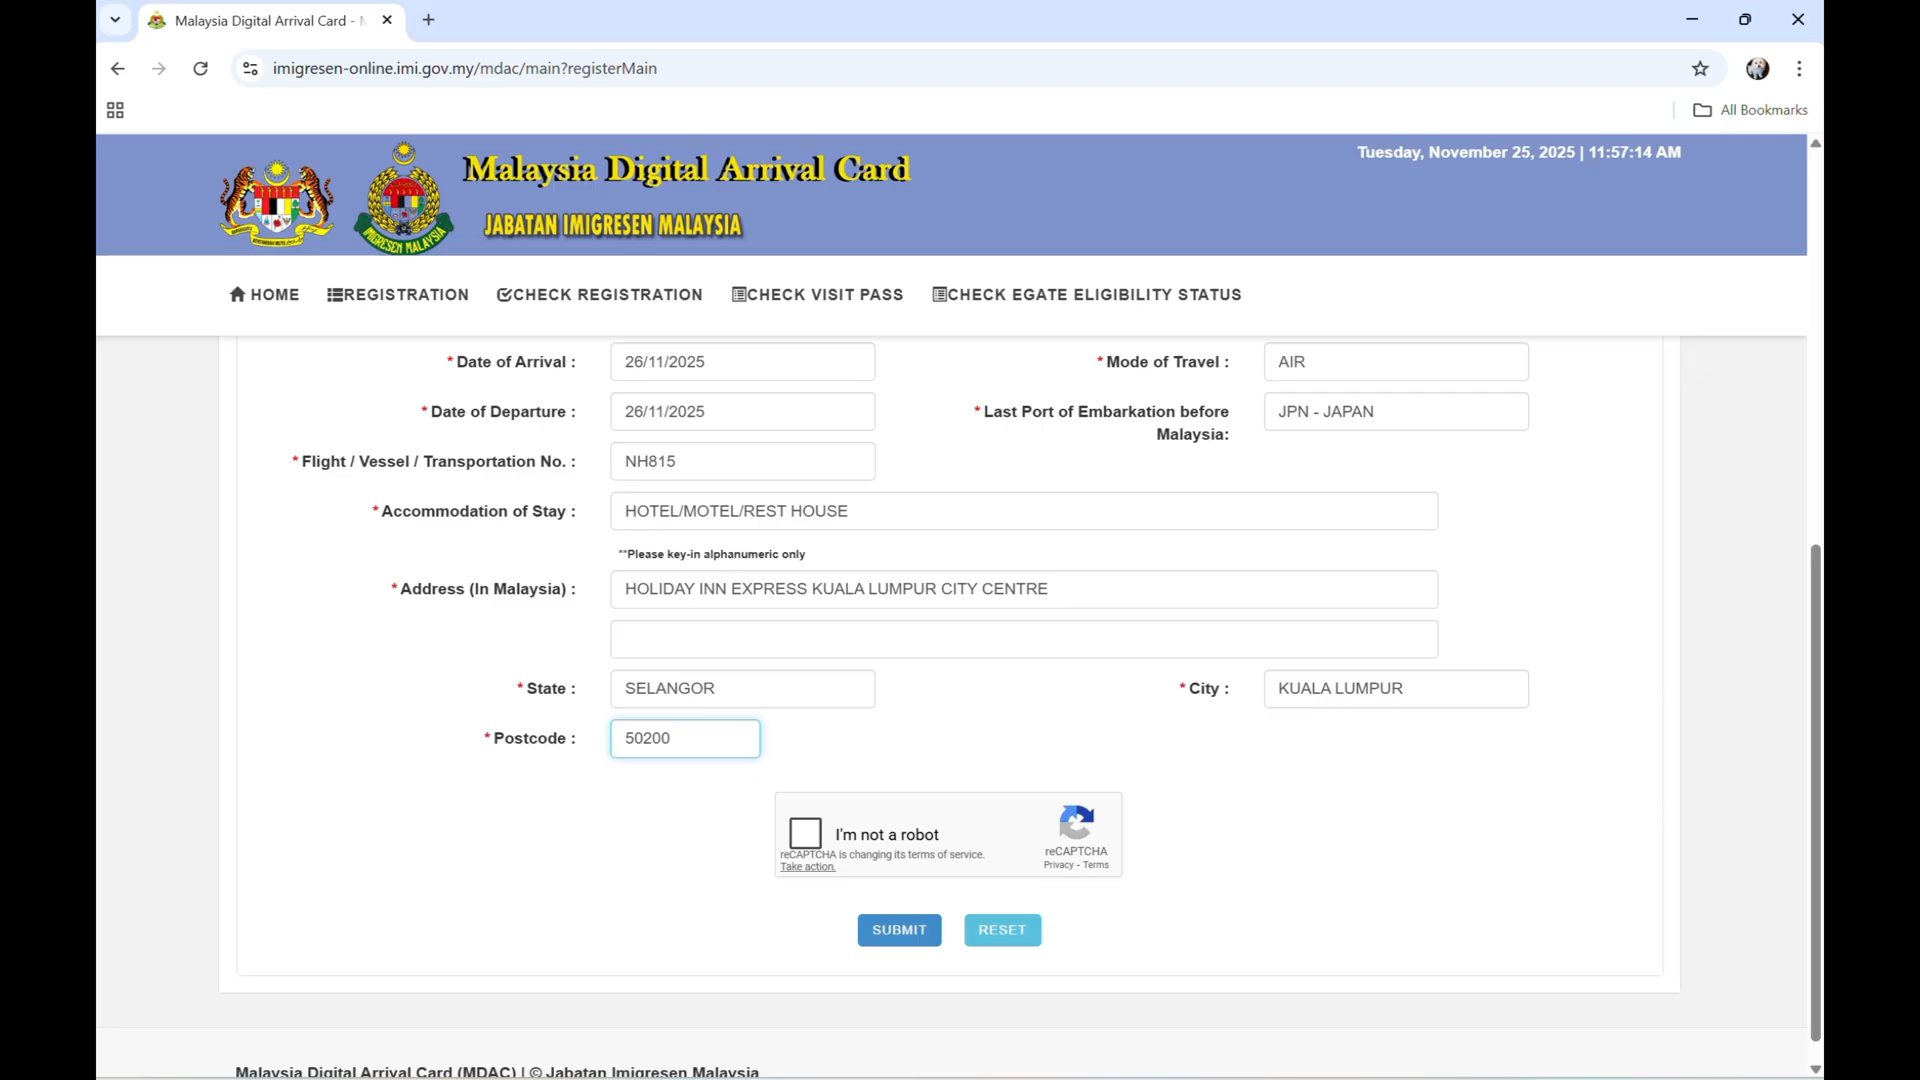 Malaysia Digital Arrival Card -
imigresen-online.imi.gov.my/mdac/main?registerMain
All Bookmarks
Malaysia Digital Arrival Card
JABATAN IMIGRESEN MALAYSIA
Tuesday, November 25, 2025 | 11:57:14 AM
HOME REGISTRATION CHECK REGISTRATION CHECK VISIT PASS CHECK EGATE ELIGIBILITY STATUS
* Date of Arrival : 26/11/2025 * Mode of Travel : AIR
* Date of Departure : 26/11/2025 * Last Port of Embarkation before JPN - JAPAN
Malaysia:
* Flight / Vessel / Transportation No. : NH815
* Accommodation of Stay : HOTEL/MOTEL/REST HOUSE
**Please key-in alphanumeric only
* Address (In Malaysia) : HOLIDAY INN EXPRESS KUALA LUMPUR CITY CENTRE
* State : SELANGOR * City : KUALA LUMPUR
* Postcode : 50200
I'm not a robot
reCAPTCHA is changing its terms of service.
Take action.
reCAPTCHA
Privacy - Terms
SUBMIT RESET
Malaysia Digital Arrival Card (MDAC) | © Jabatan Imigresen Malaysia